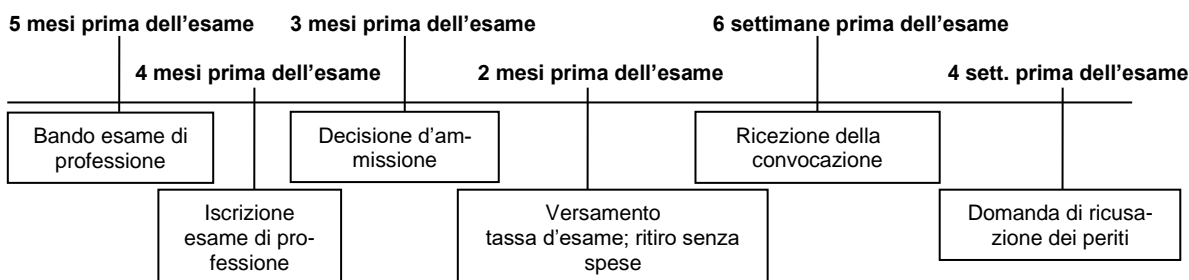 5 mesi prima dell’esame
3 mesi prima dell’esame
6 settimane prima dell’esame
4 mesi prima dell’esame
2 mesi prima dell’esame
4 sett. prima dell’esame
Bando esame di
professione
Decisione d’am-
missione
Ricezione della
convocazione
Iscrizione
esame di pro-
fessione
Versamento
tassa d’esame; ritiro senza
spese
Domanda di ricusa-
zione dei periti